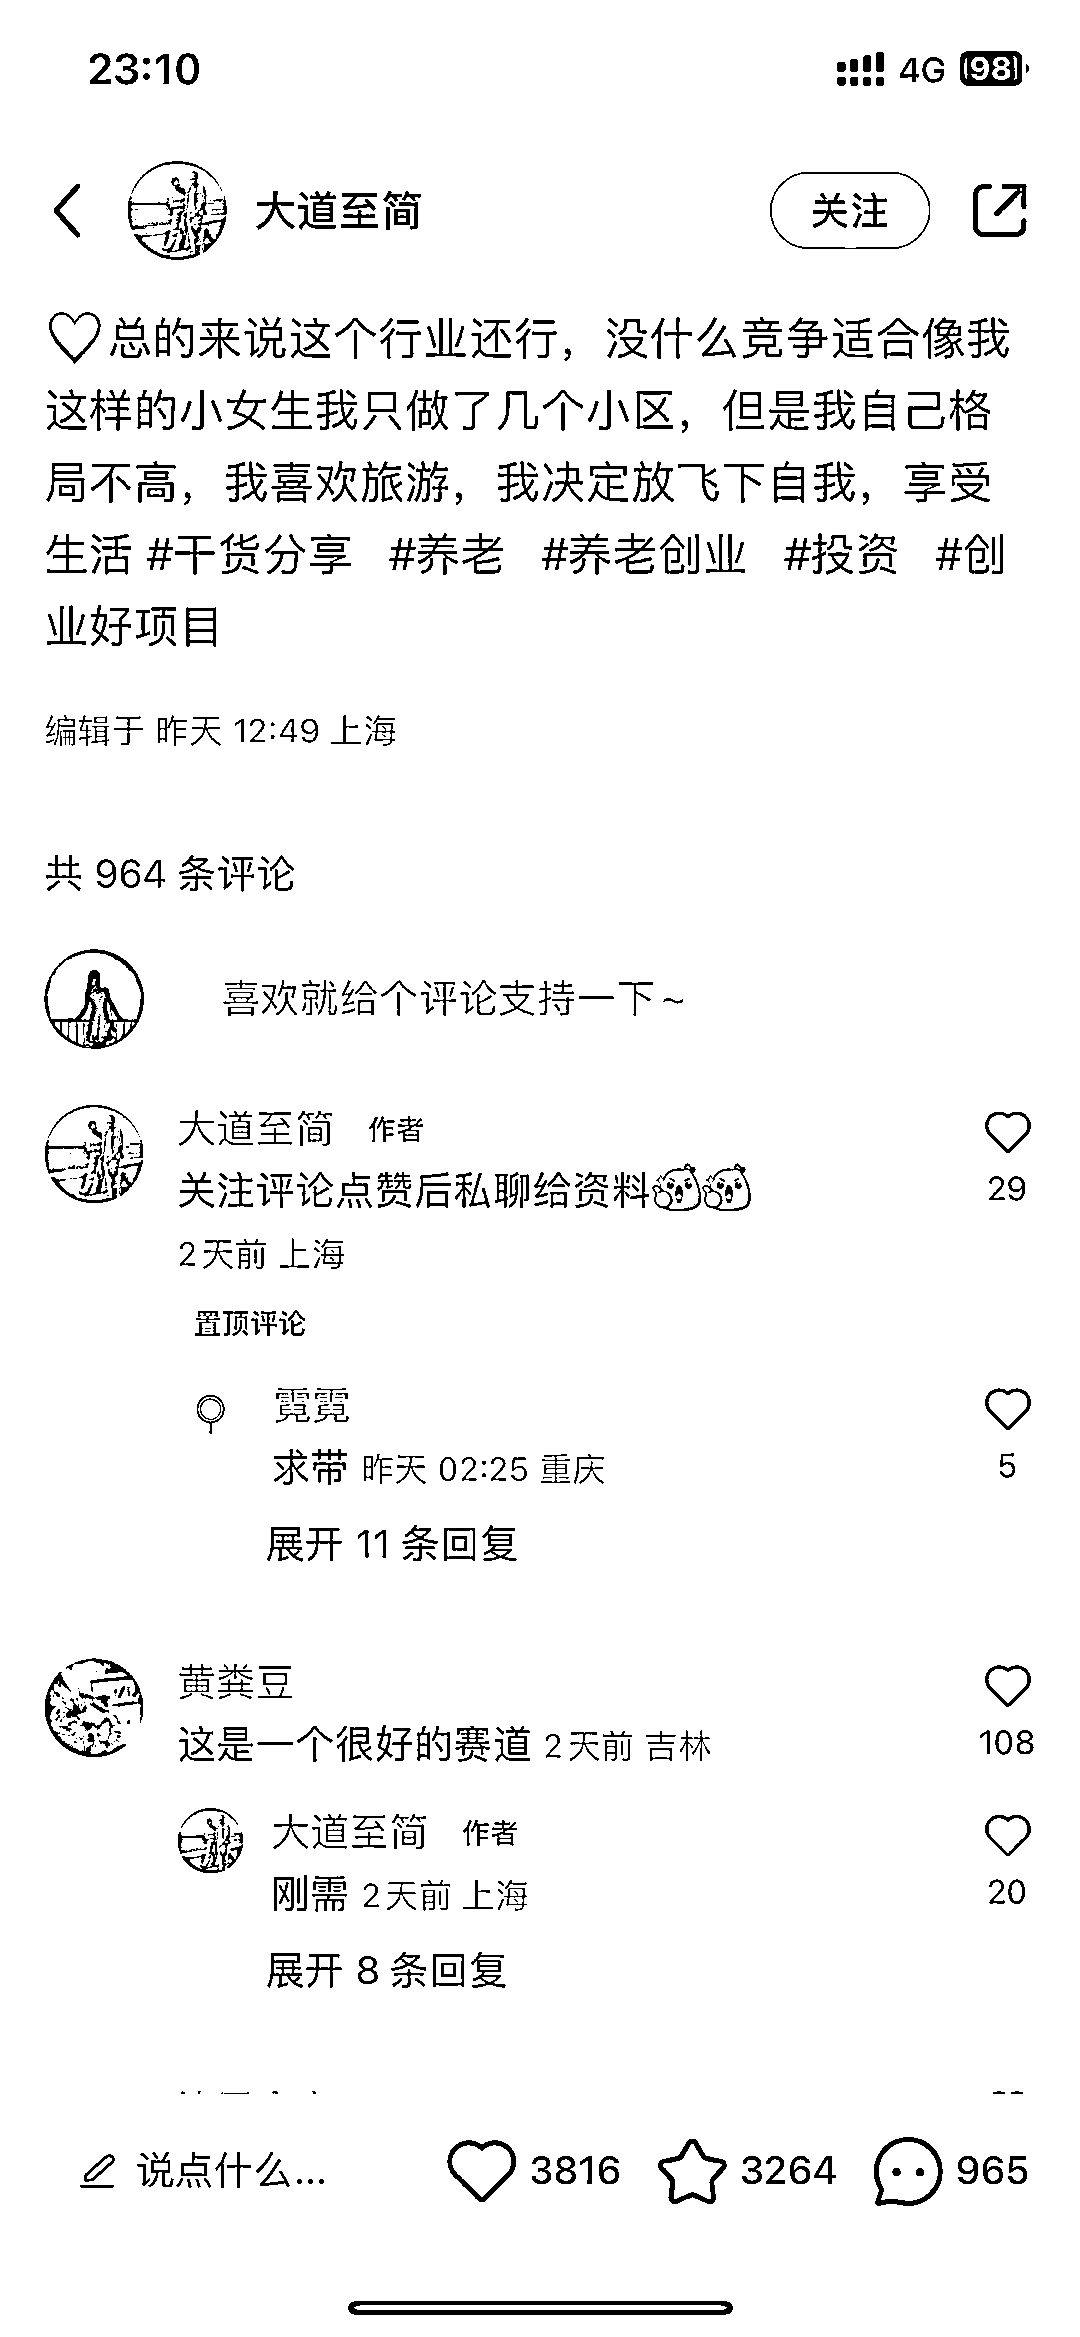 23:10
4G 98
大道至简
关注
总的来说这个行业还行，没什么竞争适合像我
这样的小女生我只做了几个小区，但是我自己格
局不高，我喜欢旅游，我决定放飞下自我，享受
生活 #干货分享 #养老 #养老创业 #投资 #创
业好项目
编辑于 昨天 12:49 上海
共 964 条评论
喜欢就给个评论支持一下~
大道至简 作者
关注评论点赞后私聊给资料
29
2天前 上海
置顶评论
霓霓
求带 昨天 02:25 重庆
5
展开 11 条回复
黄粪豆
这是一个很好的赛道 2天前 吉林
108
大道至简 作者
刚需 2天前 上海
20
展开 8 条回复
说点什么... 3816 3264 965